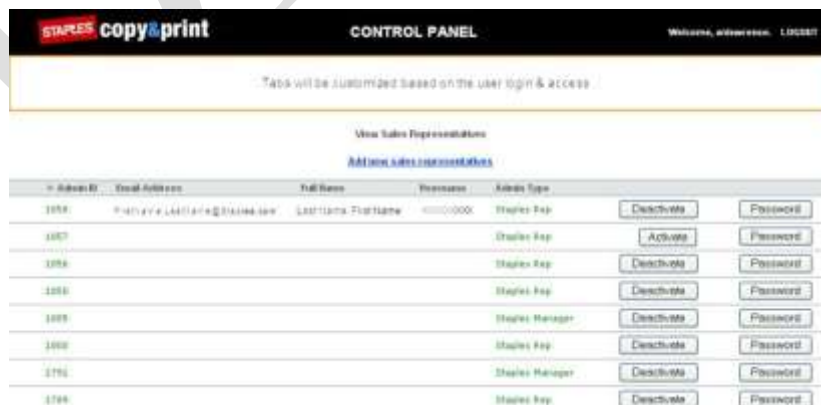 STAPLES copy&print CONTROL PANEL Welcome, LOGOUT
Tabs will be customized based on the user login & access
View Sales Representatives
Add new sales representatives
Admin ID Email Address Full Name Username Admin Type
Lastname Firstname Staples Rep Deactivate Password
1057 Staples Rep Activate Password
Staples Rep Deactivate Password
Staples Rep Deactivate Password
Staples Manager Deactivate Password
Staples Rep Deactivate Password
Staples Manager Deactivate Password
Staples Rep Deactivate Password